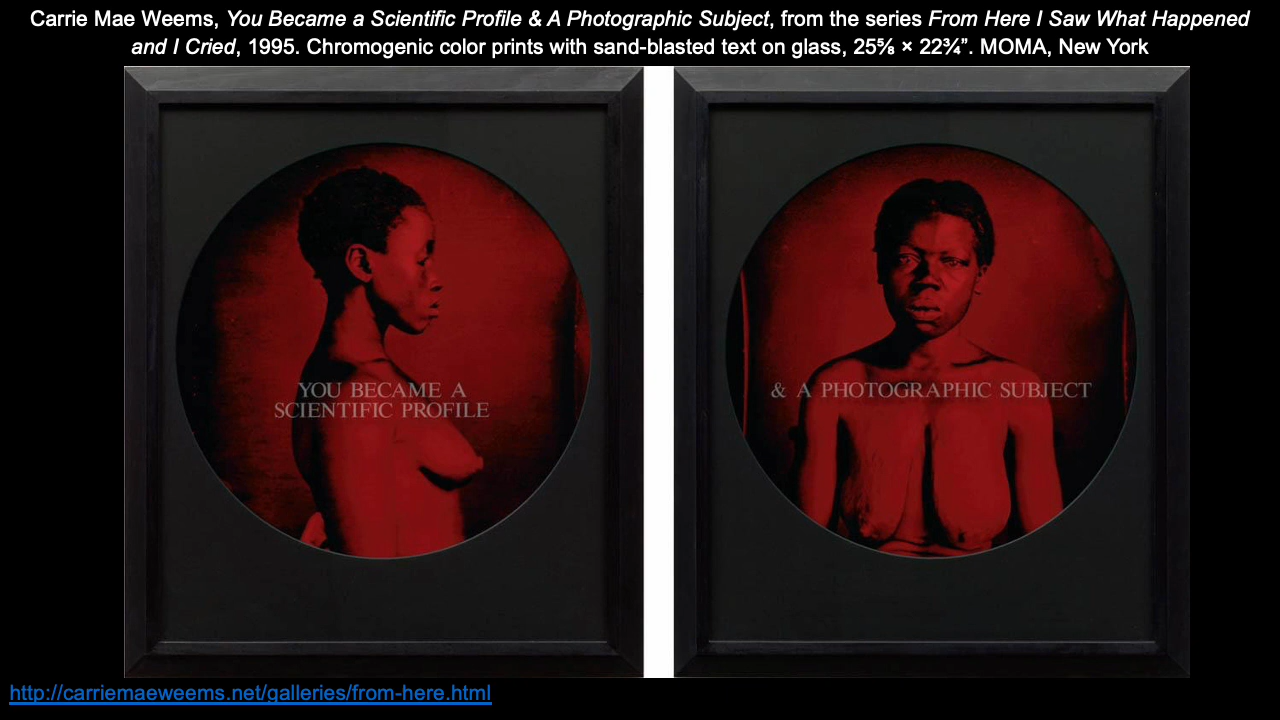 Carrie Mae Weems, You Became a Scientific Profile & A Photographic Subject, from the series From Here I Saw What Happened
and I Cried, 1995. Chromogenic color prints with sand-blasted text on glass, 25⅝ × 22¾”. MOMA, New York
YOU BECAME A
SCIENTIFIC PROFILE
& A PHOTOGRAPHIC SUBJECT
http://carriemaeweems.net/galleries/from-here.html